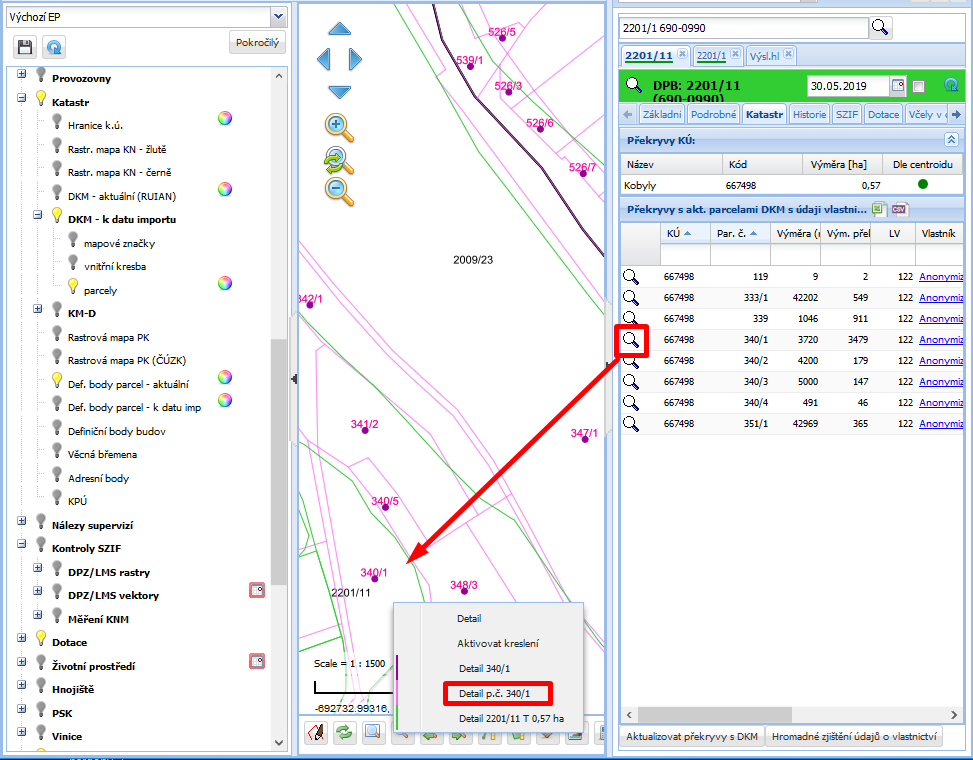 Výchozí EP
Pokročilý
Provozovny
Katastr
Hranice k.ú.
Rastr. mapa KN - žlutě
Rastr. mapa KN - černě
DKM - aktuální (RUIAN)
DKM - k datu importu
mapové značky
vnitřní kresba
parcely
KM-D
Rastrová mapa PK
Rastrová mapa PK (ČÚZK)
Def. body parcel - aktuální
Def. body parcel - k datu imp
Definiční body budov
Věcná břemena
Adresní body
KPÚ
Nálezy supervizí
Kontroly SZIF
DPZ/LMS rastry
DPZ/LMS vektory
Měření KNM
Dotace
Životní prostředí
Hnojiště
PSK
Vinice
526/5
539/1
526/3
526/6
526/7
2009/23
342/1
341/2
347/1
340/5
340/1
348/3
2201/11
Scale = 1 : 1500
-692732.99316,
Detail
Aktivovat kreslení
Detail 340/1
Detail p.č. 340/1
Detail 2201/11 T 0,57 ha
2201/1 690-0990
2201/11
2201/1
Výsl.hl
DPB: 2201/11
(690-0990)
30.05.2019
Základní Podrobné Katastr Historie SZIF Dotace Včely v
Překryvy KÚ:
Název Kód Výměra [ha] Dle centroidu
Kobyly 667498 0,57
Překryvy s akt. parcelami DKM s údaji vlastni...
CSV
KÚ Par. č. Výměra (m Vým. přek LV Vlastník
667498 119 9 2 122 Anonymiz
667498 333/1 42202 549 122 Anonymiz
667498 339 1046 911 122 Anonymiz
667498 340/1 3720 3479 122 Anonymiz
667498 340/2 4200 179 122 Anonymiz
667498 340/3 5000 147 122 Anonymiz
667498 340/4 491 46 122 Anonymiz
667498 351/1 42969 365 122 Anonymiz
Aktualizovat překryvy s DKM
Hromadné zjištění údajů o vlastnictví